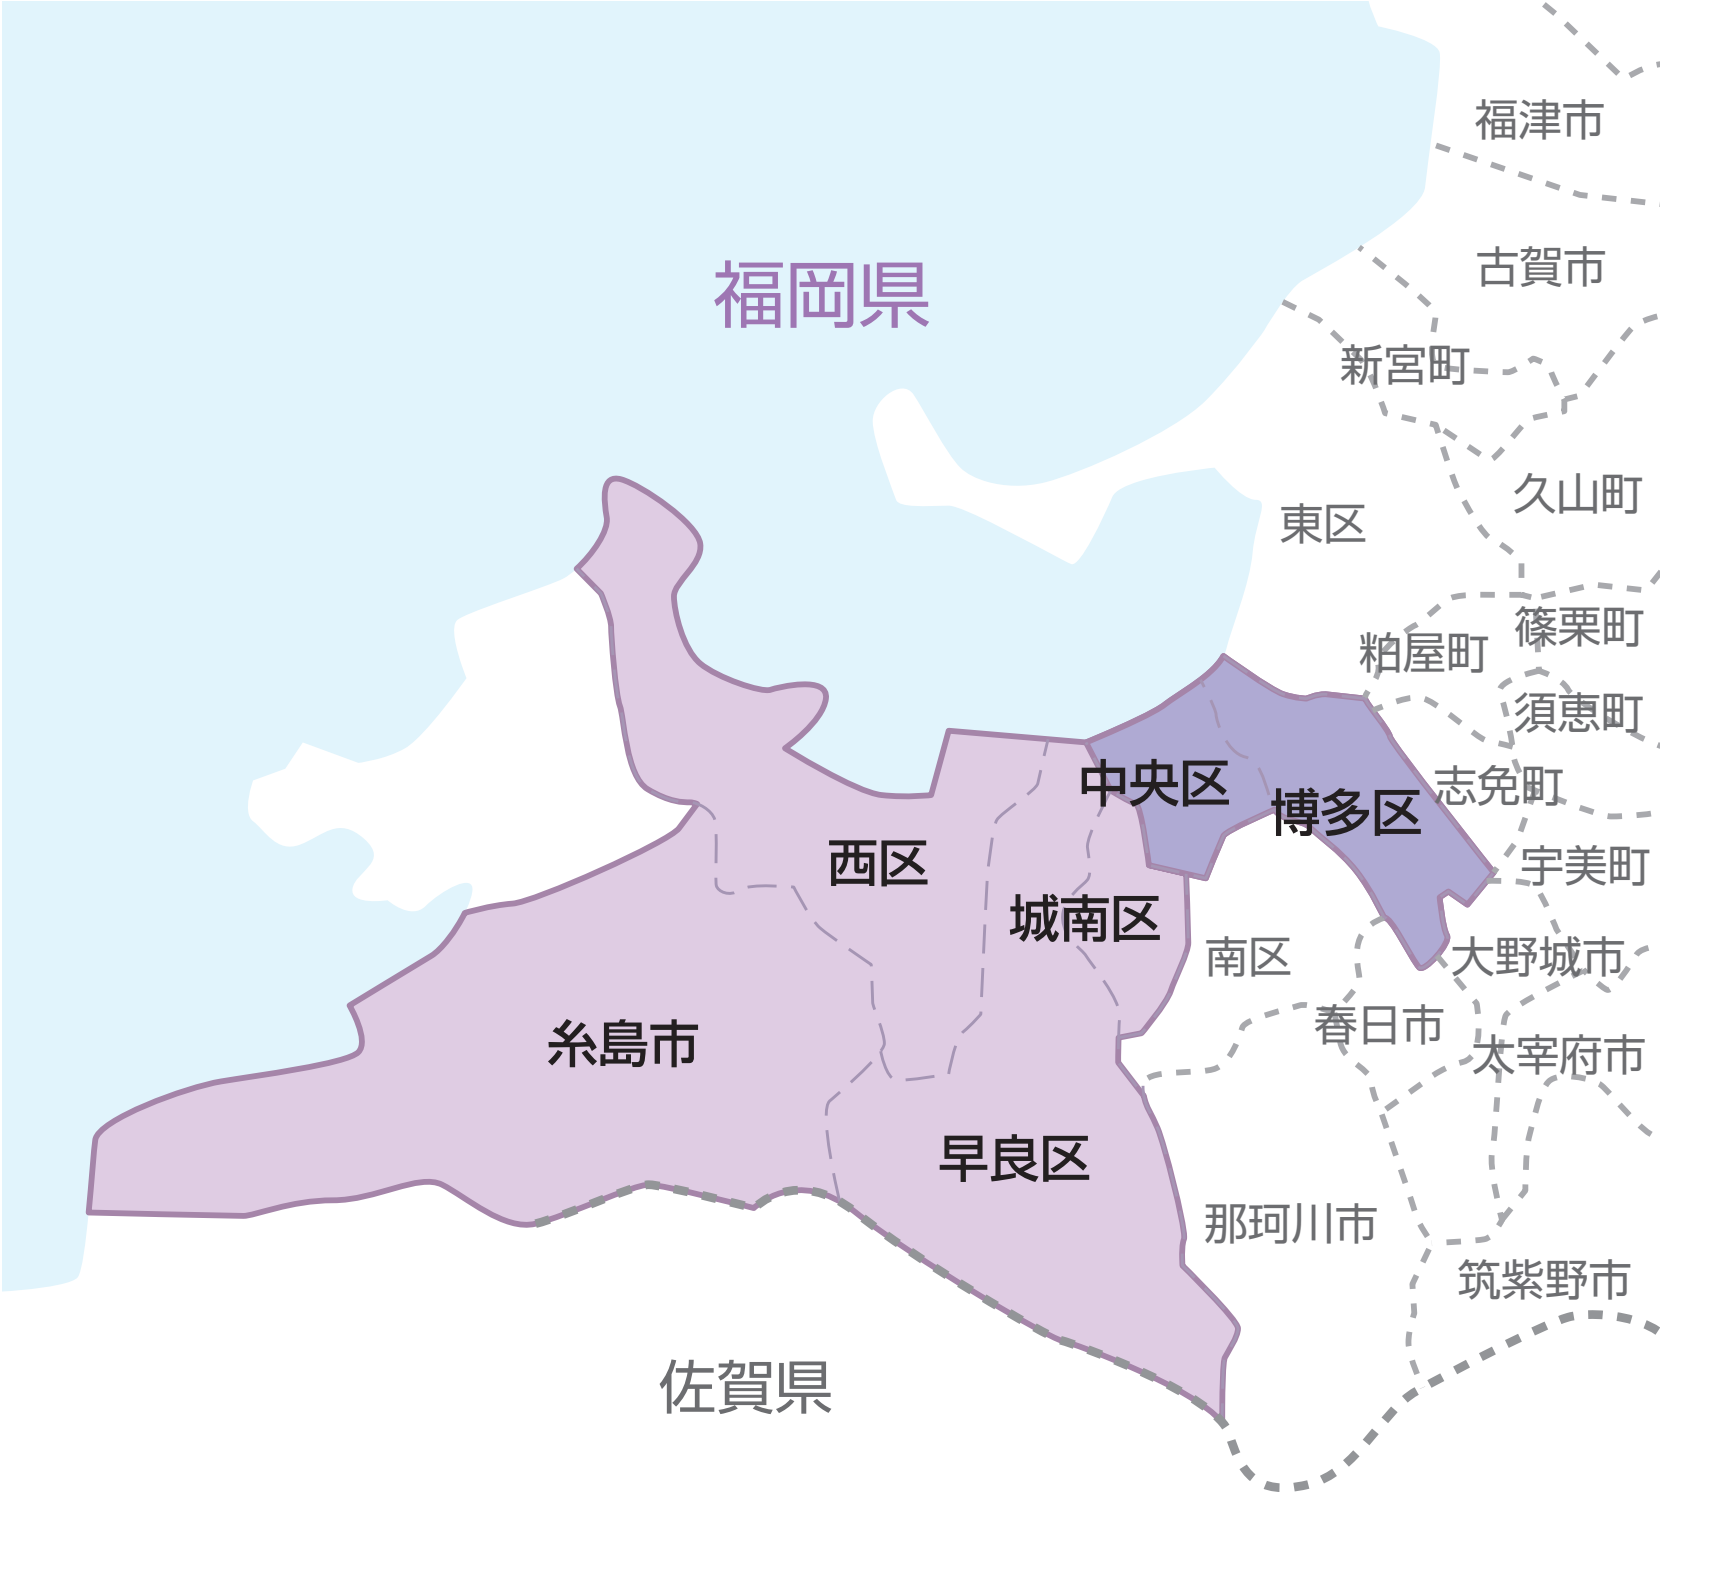 福津市
古賀市
福岡県
新宮町
久山町
東区
篠栗町
粕屋町
須恵町
中央区
志免町
博多区
西区
宇美町
城南区
南区
大野城市
春日市
糸島市
太宰府市
早良区
那珂川市
筑紫野市
佐賀県